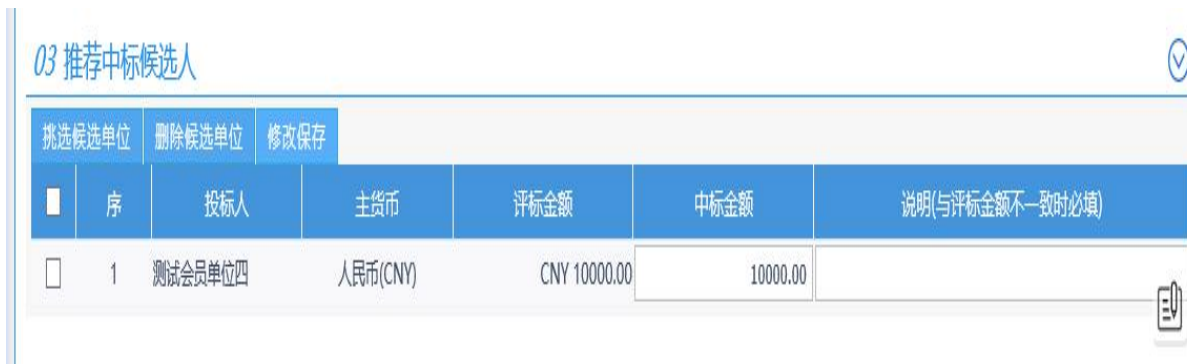 03 推荐中标候选人
挑选候选单位 删除候选单位 修改保存
序 投标人 主货币 评标金额 中标金额 说明(与评标金额不一致时必填)
1 测试会员单位四 人民币(CNY) CNY 10000.00 10000.00